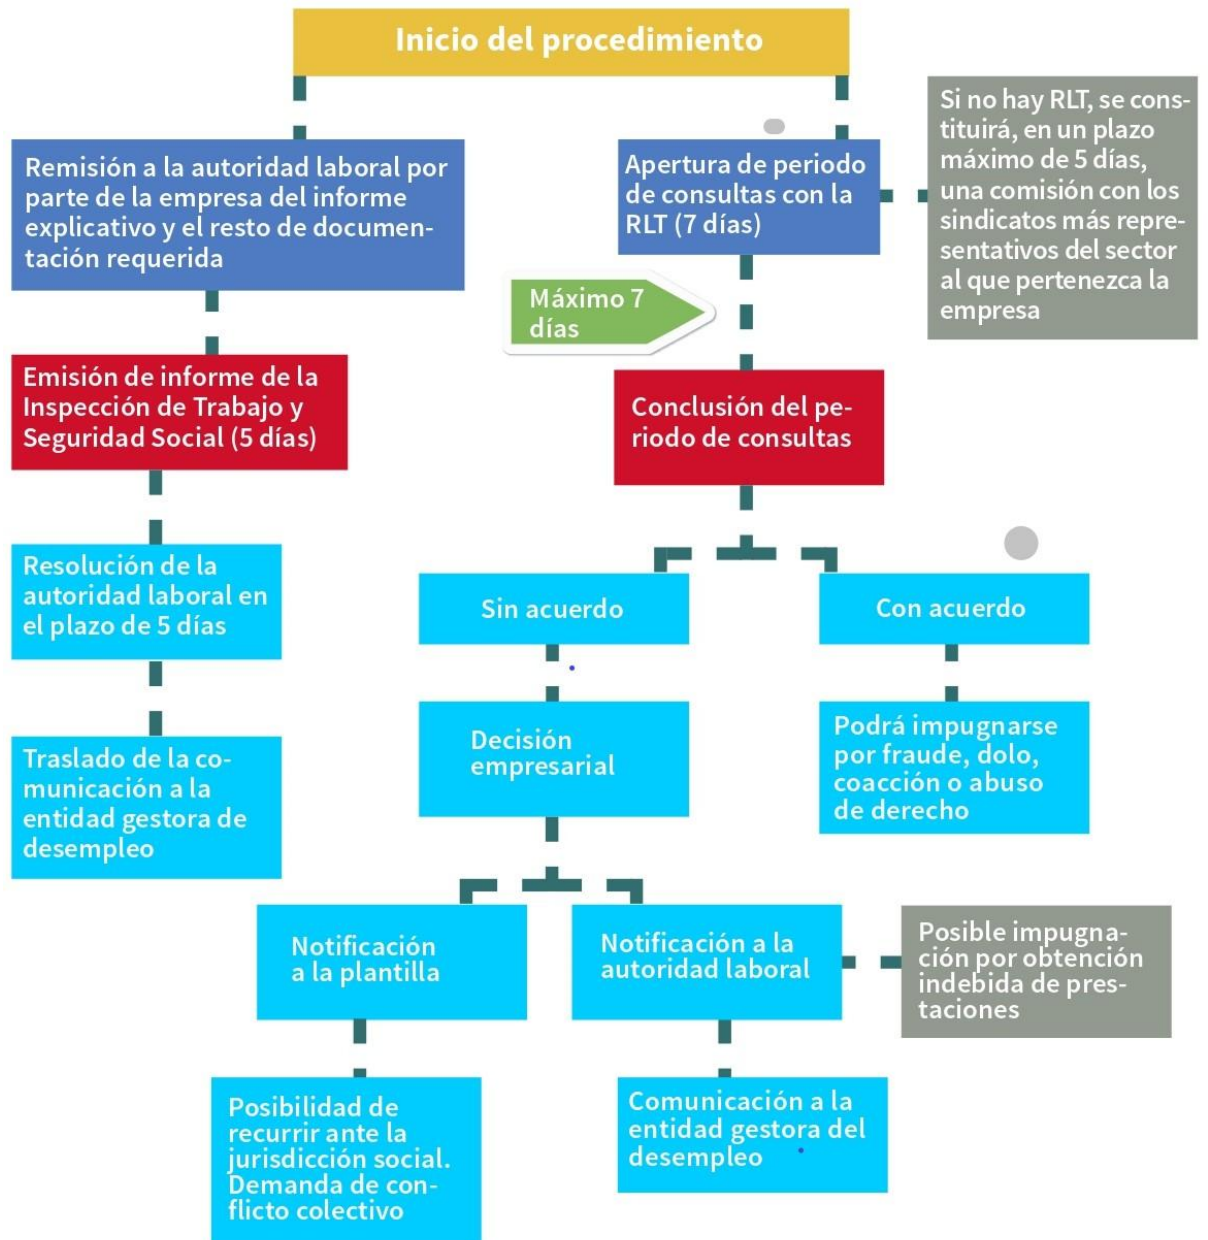 Inicio del procedimiento
Remisión a la autoridad laboral por
parte de la empresa del informe
explicativo y el resto de documen-
tación requerida
Apertura de periodo
de consultas con la
RLT (7 días)
Si no hay RLT, se cons-
tituirá, en un plazo
máximo de 5 días,
una comisión con los
sindicatos más repre-
sentativos del sector
al que pertenezca la
empresa
Máximo 7
días
Emisión de informe de la
Inspección de Trabajo y
Seguridad Social (5 días)
Conclusión del pe-
riodo de consultas
Resolución de la
autoridad laboral en
el plazo de 5 días
Sin acuerdo
Con acuerdo
Traslado de la co-
municación a la
entidad gestora de
desempleo
Decisión
empresarial
Podrá impugnarse
por fraude, dolo,
coacción o abuso
de derecho
Notificación
a la plantilla
Notificación a la
autoridad laboral
Posible impugna-
ción por obtención
indebida de pres-
taciones
Posibilidad de
recurrir ante la
jurisdicción social.
Demanda de con-
flicto colectivo
Comunicación a la
entidad gestora del
desempleo